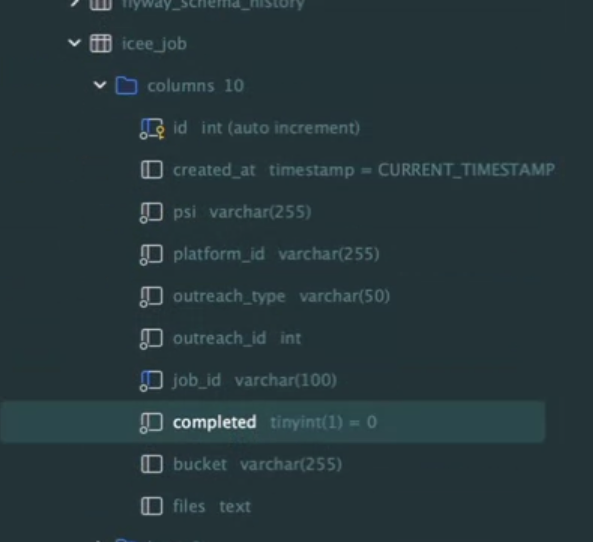 flyway_schema_history
icee_job
columns 10
id int (auto increment)
created_at timestamp = CURRENT_TIMESTAMP
psi varchar(255)
platform_id varchar(255)
outreach_type varchar(50)
outreach_id int
job_id varchar(100)
completed tinyint(1) = 0
bucket varchar(255)
files text